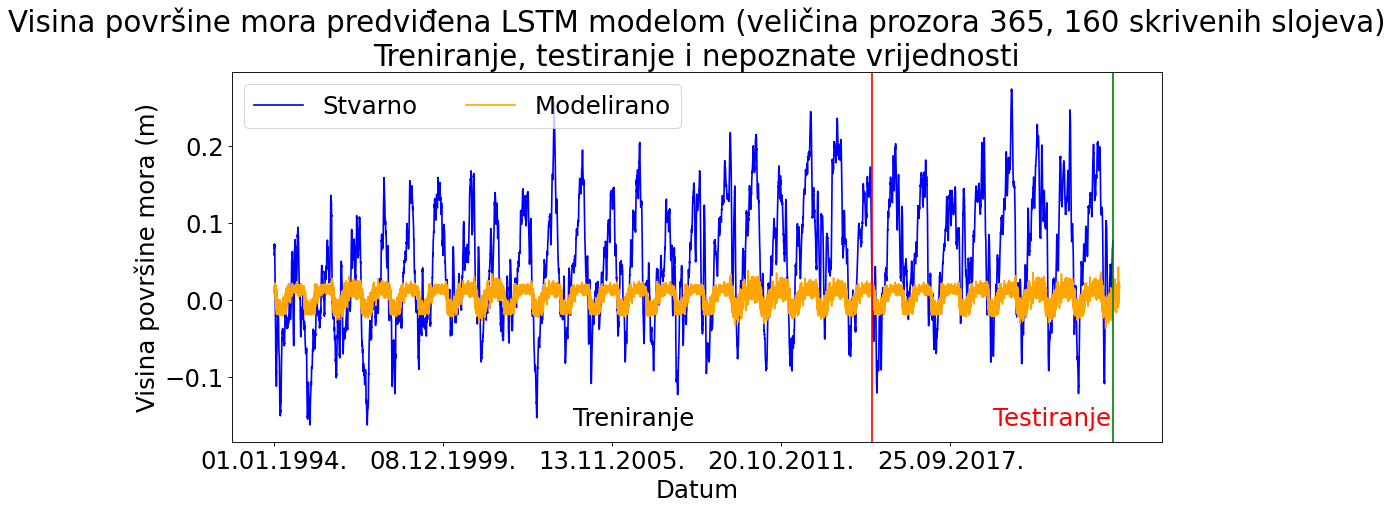 Visina površine mora predviđena LSTM modelom (veličina prozora 365, 160 skrivenih slojeva)
Treniranje, testiranje i nepoznate vrijednosti
Stvarno
Modelirano
Visina površine mora (m)
0.2
0.1
0.0
−0.1
Treniranje
Testiranje
01.01.1994.
08.12.1999.
13.11.2005.
20.10.2011.
25.09.2017.
Datum